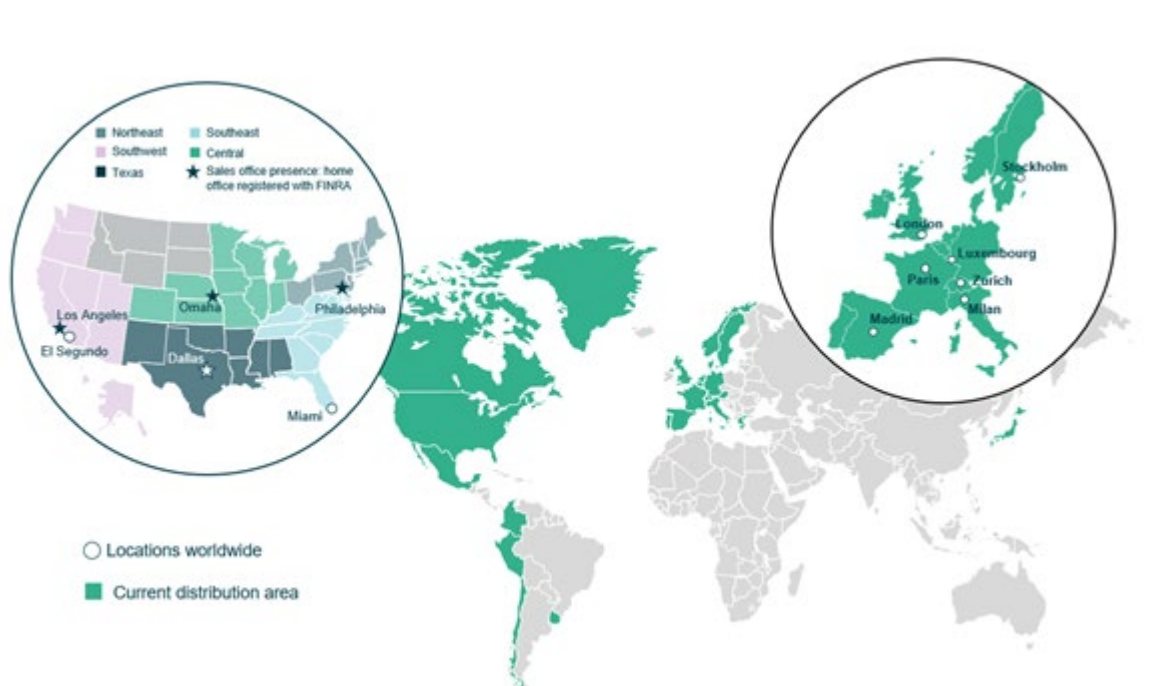 Northeast
Southeast
Southwest
Central
Texas
Sales office presence: home
office registered with FINRA
Los Angeles
El Segundo
Omaha
Philadelphia
Dallas
Miami
Stockholm
London
Luxembourg
Paris
Zurich
Milan
Madrid
Locations worldwide
Current distribution area